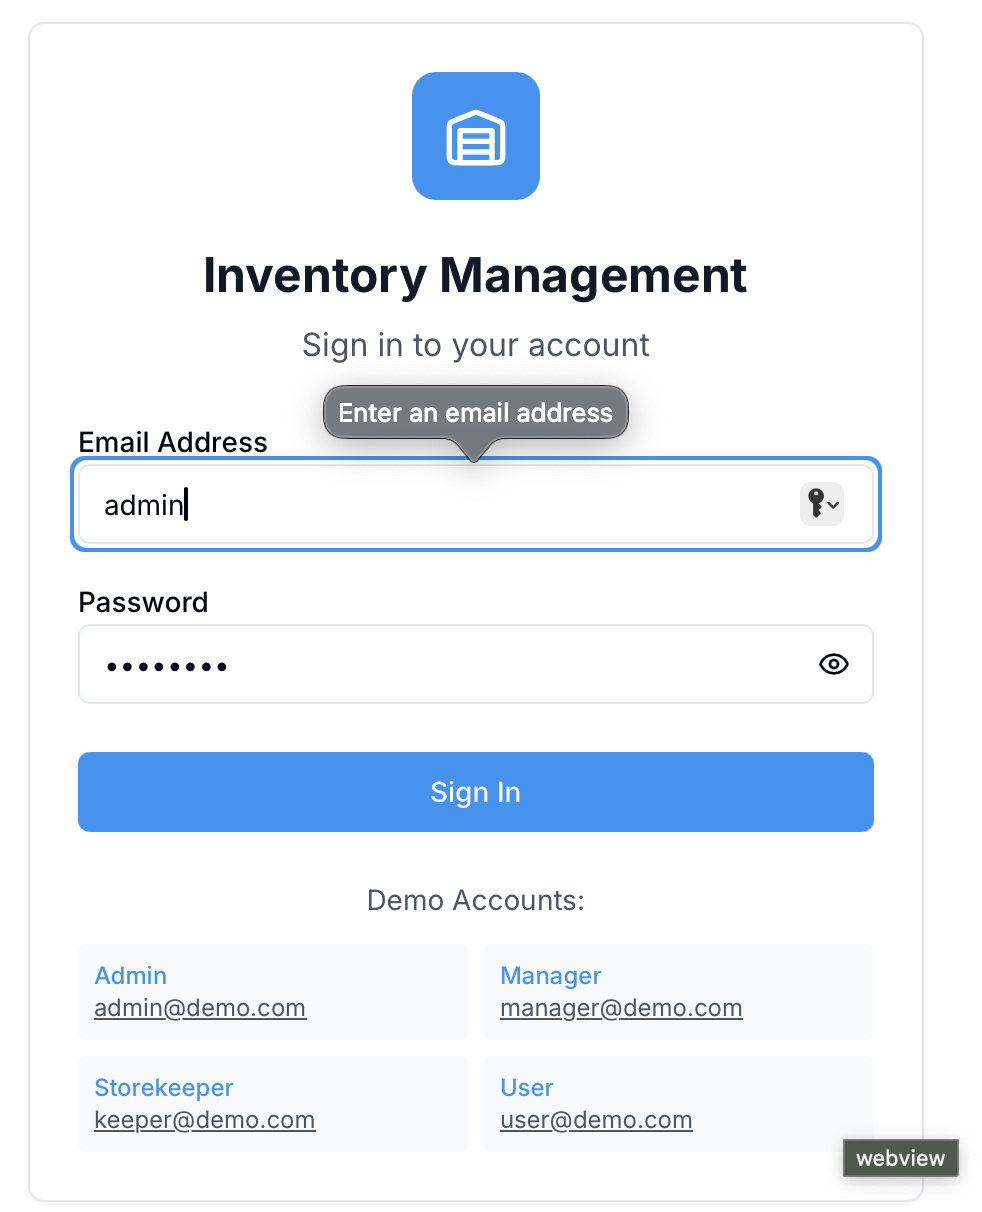 Inventory Management
Sign in to your account
Enter an email address
Email Address
admin
Password
••••••••
Sign In
Demo Accounts:
Admin
admin@demo.com
Manager
manager@demo.com
Storekeeper
keeper@demo.com
User
user@demo.com
webview